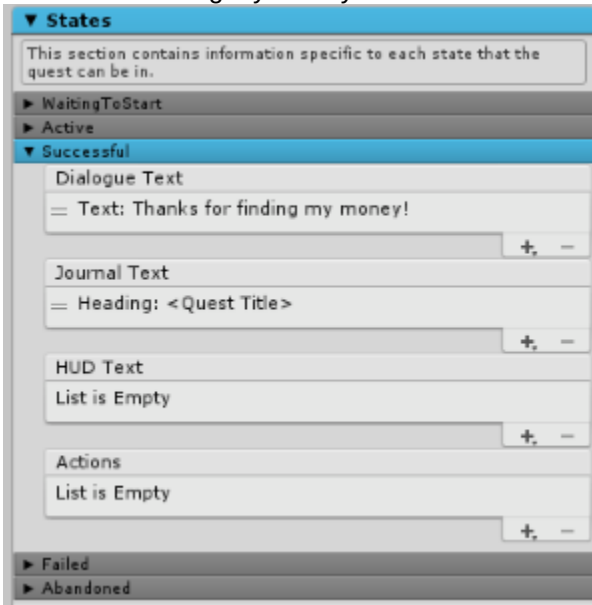 States
This section contains information specific to each state that the
quest can be in.
WaitingToStart
Active
Successful
Dialogue Text
Text: Thanks for finding my money!
Journal Text
Heading: <Quest Title>
HUD Text
List is Empty
Actions
List is Empty
Failed
Abandoned